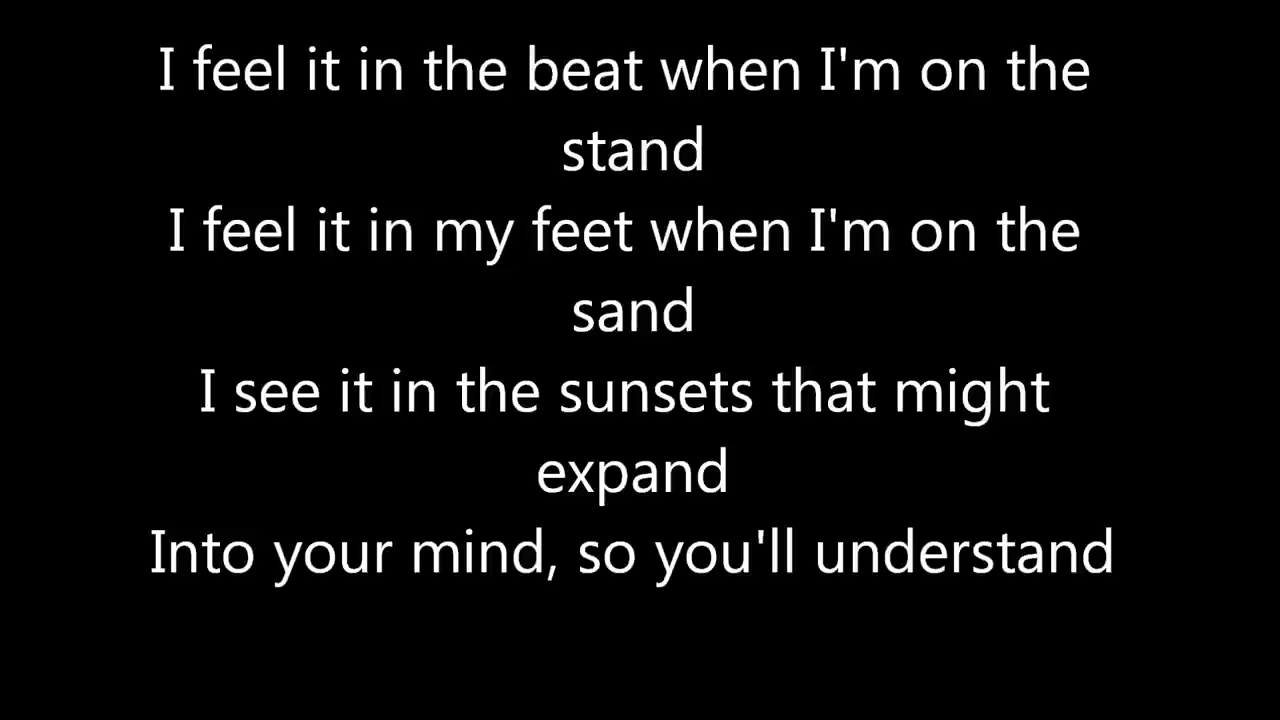 I feel it in the beat when I'm on the
stand
I feel it in my feet when I'm on the
sand
I see it in the sunsets that might
expand
Into your mind, so you'll understand